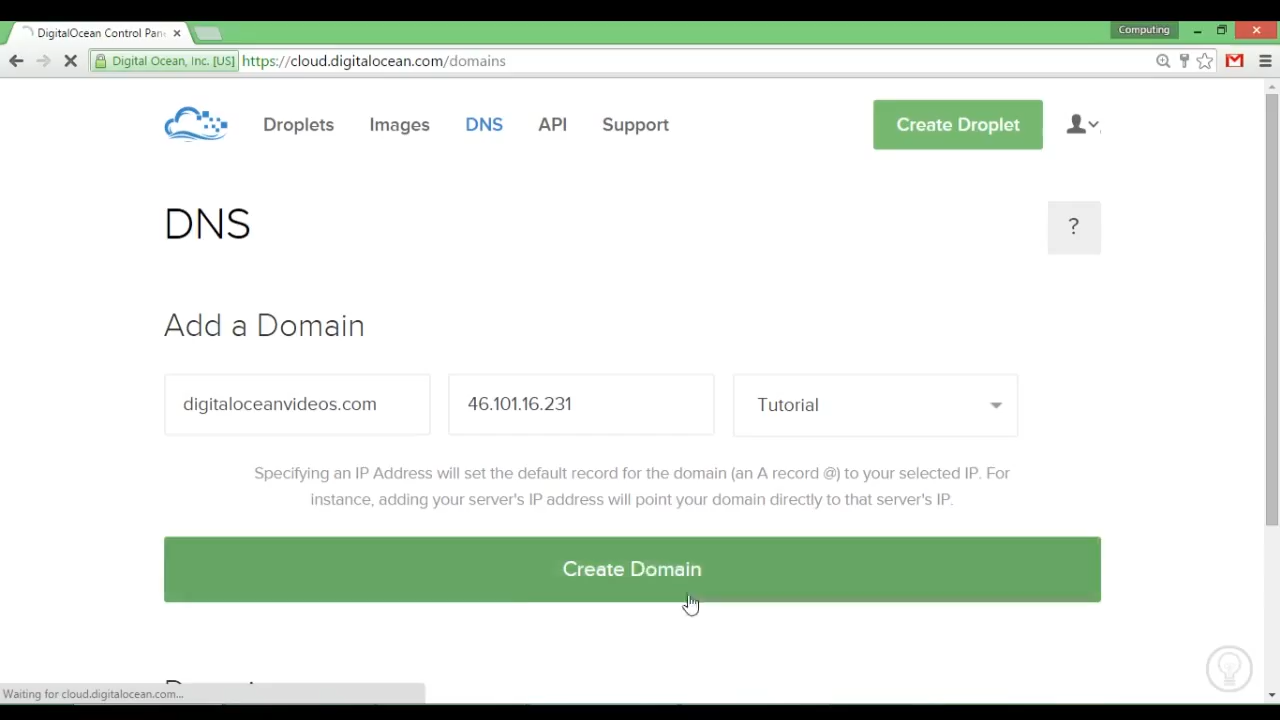 DigitalOcean Control Pan
Computing
Digital Ocean, Inc. [US]
https://cloud.digitalocean.com/domains
Droplets
Images
DNS
API
Support
Create Droplet
DNS
?
Add a Domain
digitaloceanvideos.com
46.101.16.231
Tutorial
Specifying an IP Address will set the default record for the domain (an A record @) to your selected IP. For
instance, adding your server's IP address will point your domain directly to that server's IP.
Create Domain
Waiting for cloud.digitalocean.com...